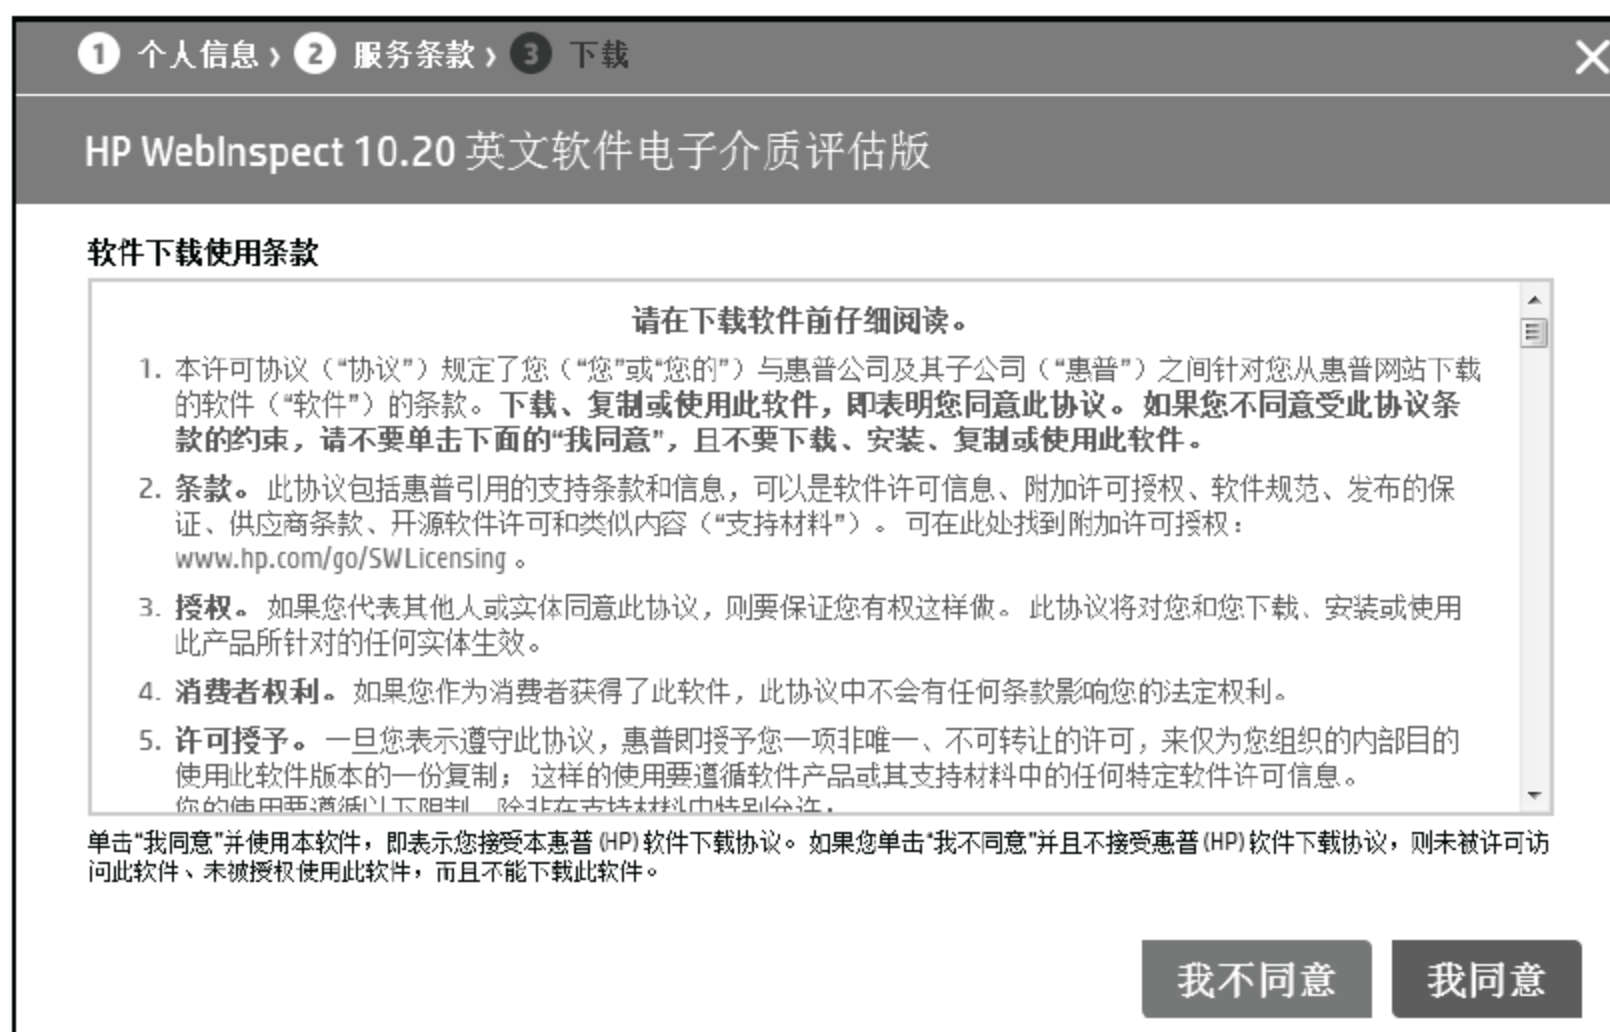 1 个人信息 › 2 服务条款 › 3 下载
HP WebInspect 10.20 英文软件电子介质评估版
软件下载使用条款
请在下载软件前仔细阅读。
1. 本许可协议（“协议”）规定了您（“您”或“您的”）与惠普公司及其子公司（“惠普”）之间针对您从惠普网站下载
的软件（“软件”）的条款。下载、复制或使用此软件，即表明您同意此协议。如果您不同意受此协议条
款的约束，请不要单击下面的“我同意”，且不要下载、安装、复制或使用此软件。
2. 条款。此协议包括惠普引用的支持条款和信息，可以是软件许可信息、附加许可授权、软件规范、发布的保
证、供应商条款、开源软件许可和类似内容（“支持材料”）。可在此处找到附加许可授权：
www.hp.com/go/SWLicensing。
3. 授权。如果您代表其他人或实体同意此协议，则要保证您有权这样做。此协议将对您和您下载、安装或使用
此产品所针对的任何实体生效。
4. 消费者权利。如果您作为消费者获得了此软件，此协议中不会有任何条款影响您的法定权利。
5. 许可授予。一旦您表示遵守此协议，惠普即授予您一项非唯一、不可转让的许可，来仅为您组织的内部目的
使用此软件版本的一份复制；这样的使用要遵循软件产品或其支持材料中的任何特定软件许可信息。
您的使用要遵循以下限制，除非在支持材料中特别允许：
单击“我同意”并使用本软件，即表示您接受本惠普 (HP) 软件下载协议。如果您单击“我不同意”并且不接受惠普 (HP) 软件下载协议，则未被许可访
问此软件、未被授权使用此软件，而且不能下载此软件。
我不同意 我同意